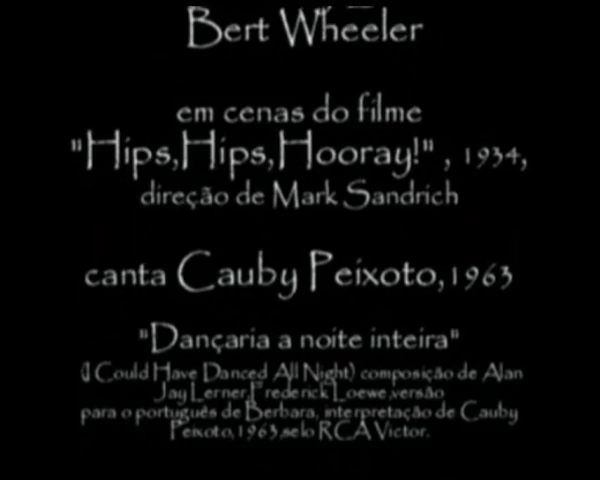 Bert Wheeler
em cenas do filme
"Hips,Hips,Hooray!" , 1934,
direção de Mark Sandrich
canta Cauby Peixoto,1963
"Dançaria a noite inteira"
(I Could Have Danced All Night) composição de Alan
Jay Lerner,Frederick Loewe,versão
para o português de Berbara, interpretação de Cauby
Peixoto,1963,selo RCA Victor.